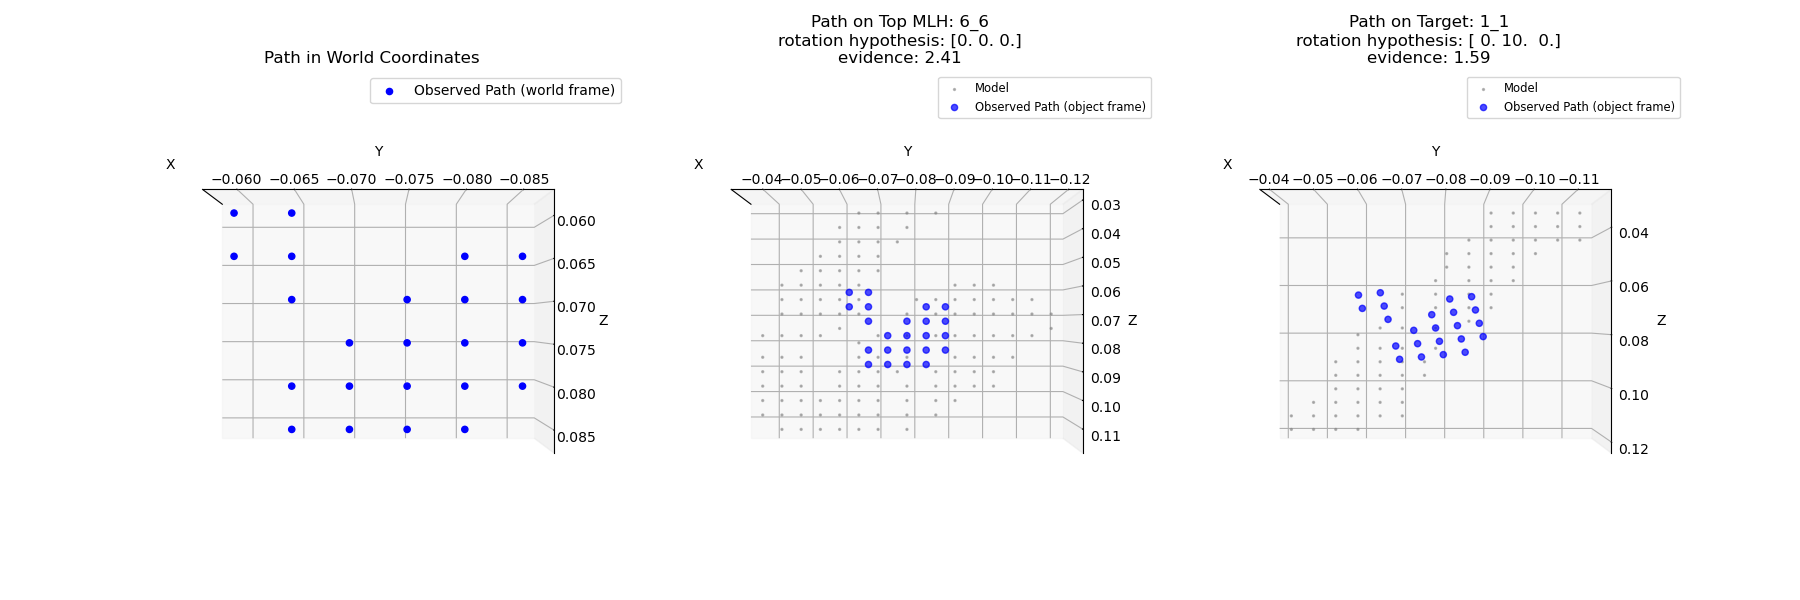 Path in World Coordinates
Observed Path (world frame)
X
Y
−0.060 −0.065 −0.070 −0.075 −0.080 −0.085
0.060
0.065
0.070
Z
0.075
0.080
0.085
Path on Top MLH: 6_6
rotation hypothesis: [0. 0. 0.]
evidence: 2.41
Model
Observed Path (object frame)
X
Y
−0.04 −0.05 −0.06 −0.07 −0.08 −0.09 −0.10 −0.11 −0.12
0.03
0.04
0.05
0.06
0.07
Z
0.08
0.09
0.10
0.11
Path on Target: 1_1
rotation hypothesis: [ 0. 10.  0.]
evidence: 1.59
Model
Observed Path (object frame)
X
Y
−0.04 −0.05 −0.06 −0.07 −0.08 −0.09 −0.10 −0.11
0.04
0.06
Z
0.08
0.10
0.12